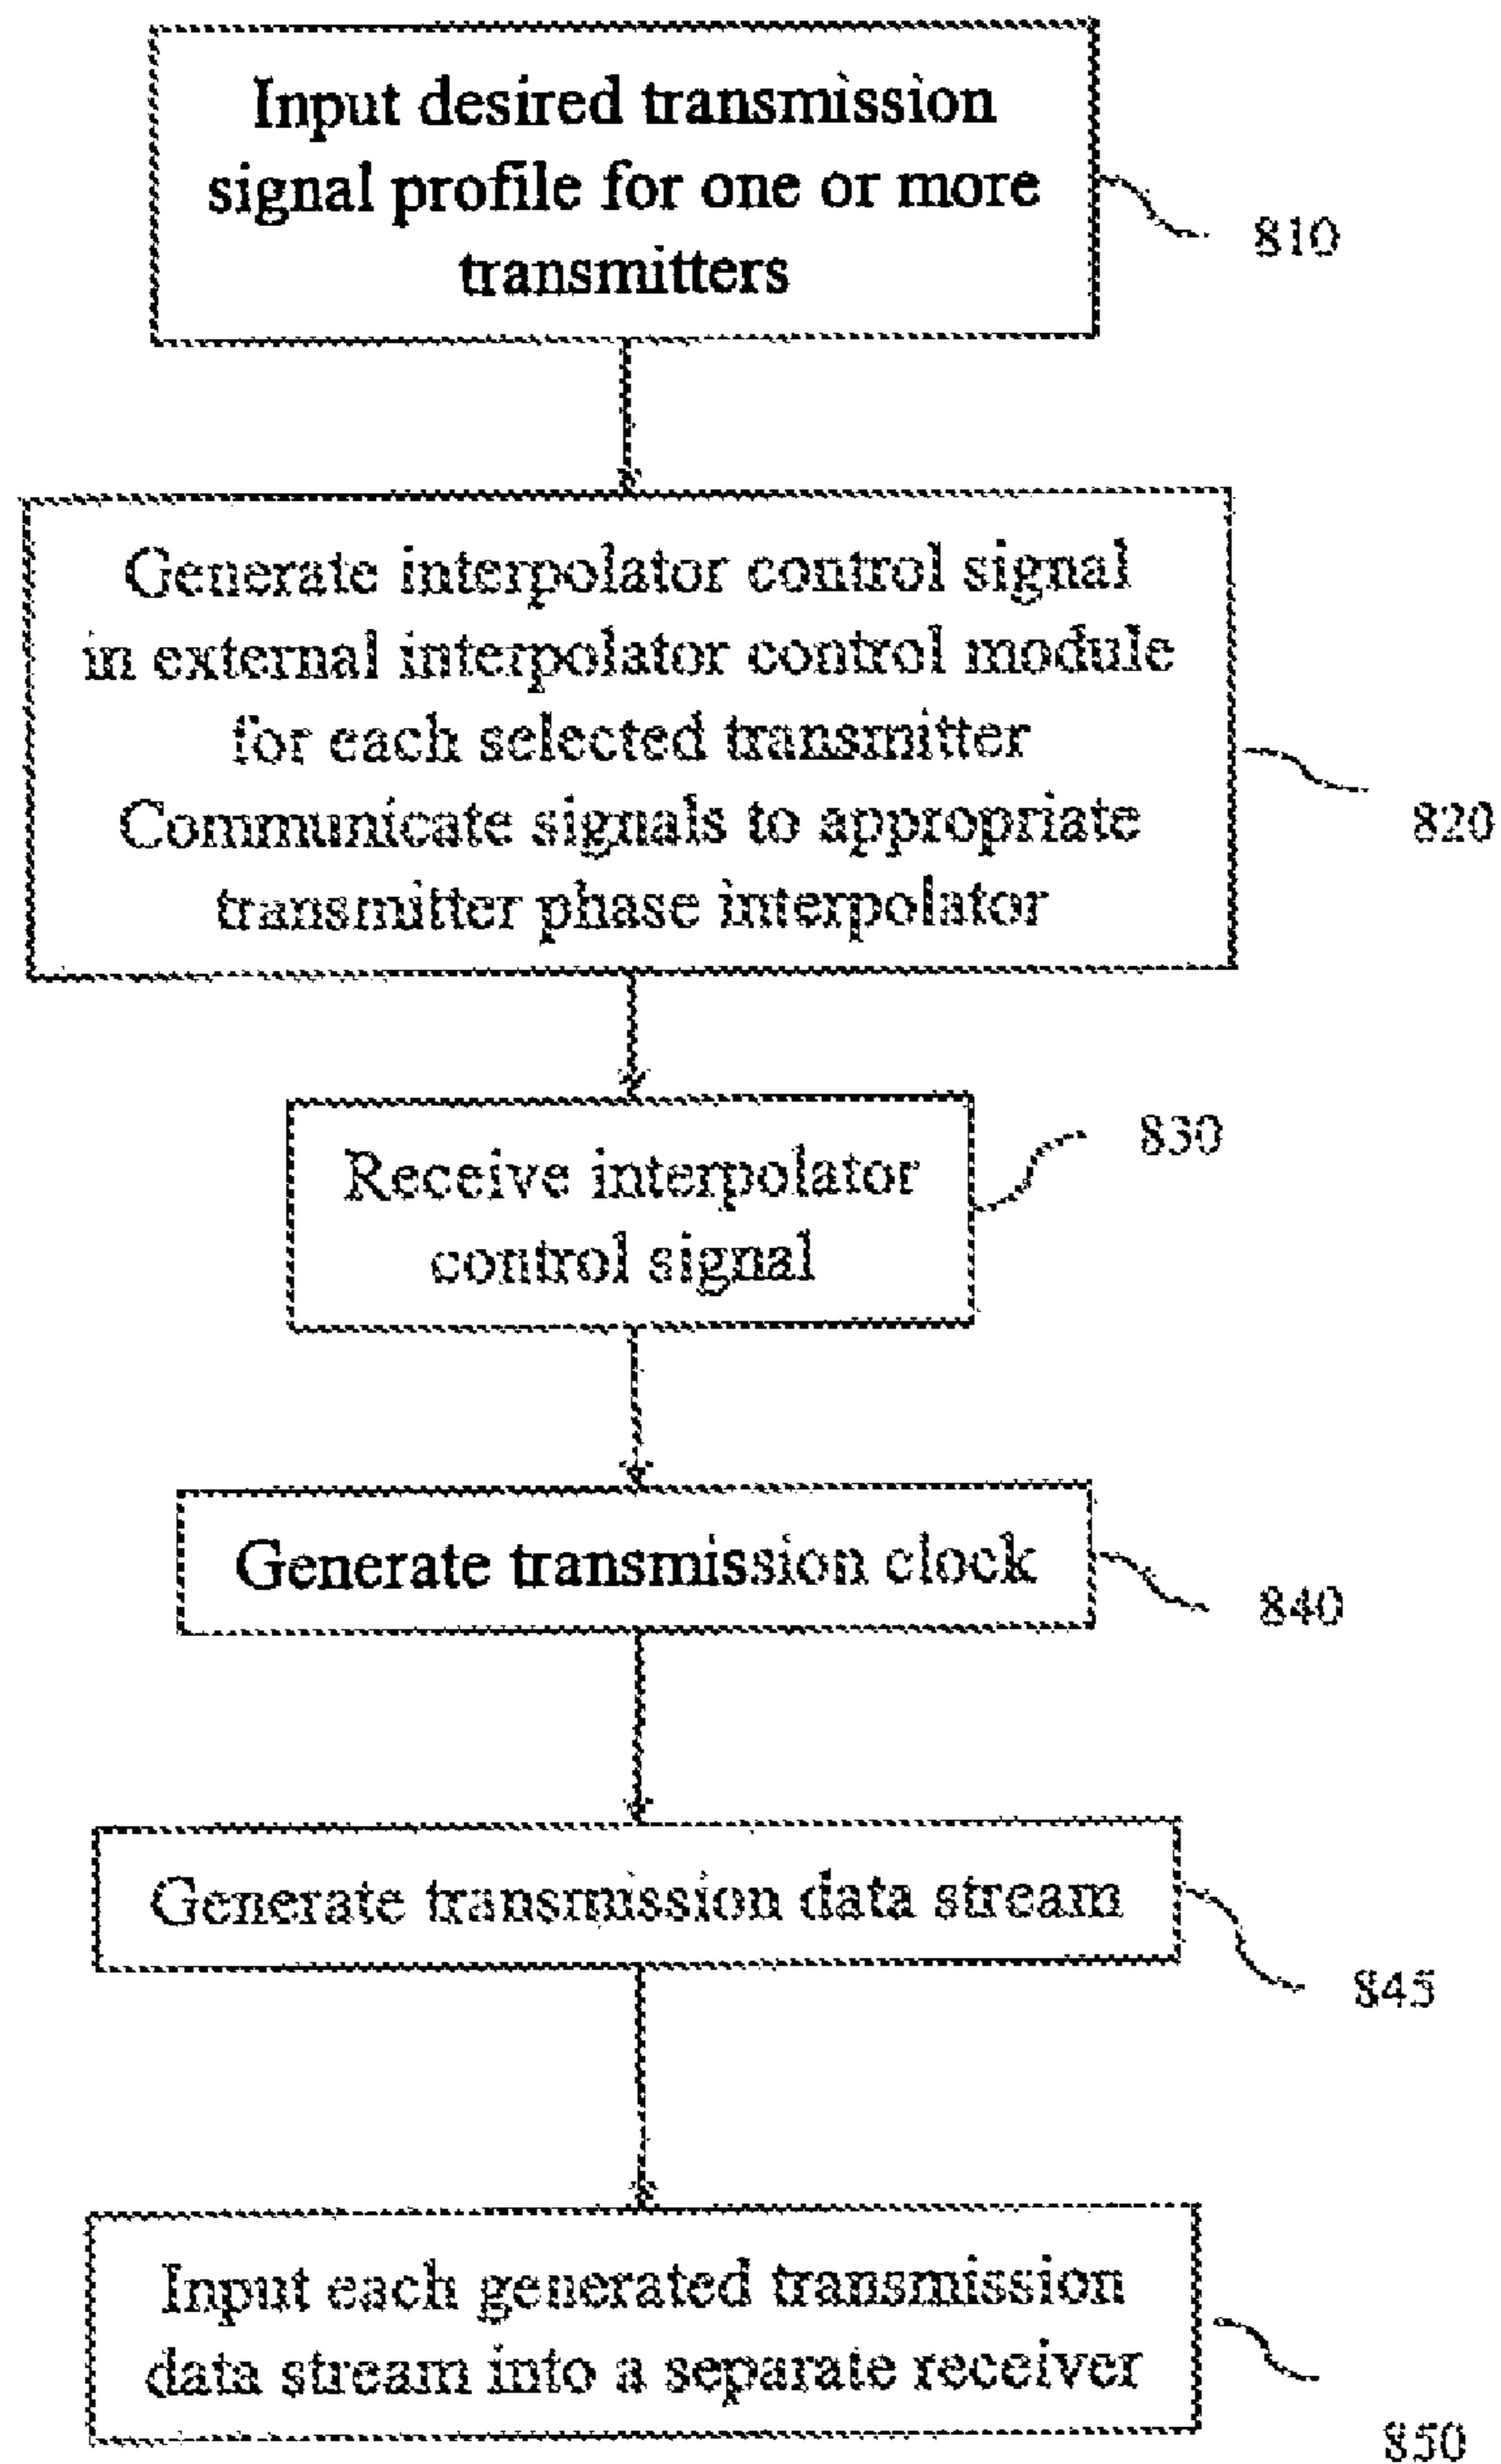 Input desired transmission
signal profile for one or more
transmitters
810
Generate interpolator control signal
in external interpolator control module
for each selected transmitter
Communicate signals to appropriate
transmitter phase interpolator
820
Receive interpolator
control signal
830
Generate transmission clock
840
Generate transmission data stream
845
Input each generated transmission
data stream into a separate receiver
850